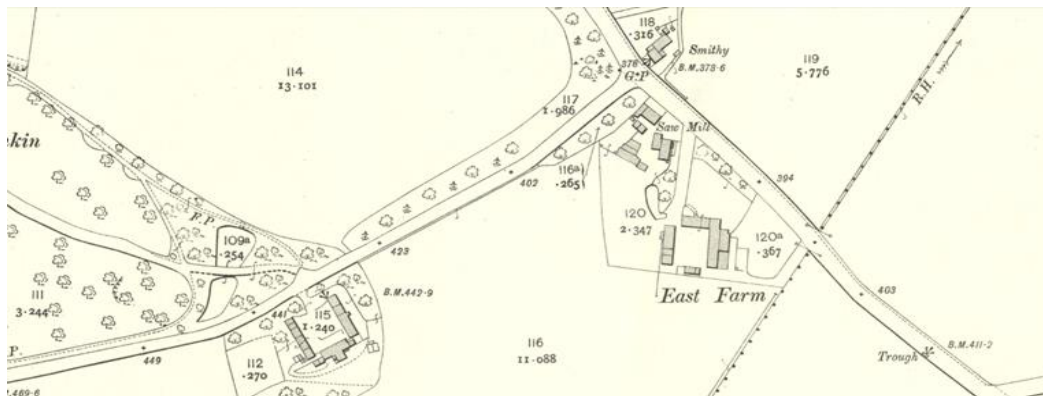 118
.316
Smithy
B.M.378·6
376
G.P
119
5.776
R.H.
114
13.101
117
1.986
Saw Mill
kin
116a
.265
402
394
120
2.347
120a
.367
F.P.
109a
.254
423
East Farm
403
111
3.244
B.M.442·9
441
115
1.240
116
11.088
Trough
B.M.411·2
P.
449
112
.270
.M.469·6